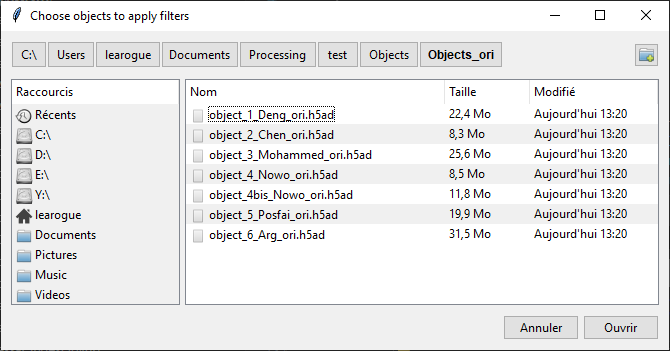 Choose objects to apply filters
C:\ Users learogue Documents Processing test Objects Objects_ori
Raccourcis
Récents
C:\
D:\
E:\
Y:\
learogue
Documents
Pictures
Music
Videos
Nom Taille Modifié
object_1_Deng_ori.h5ad 22,4 Mo Aujourd'hui 13:20
object_2_Chen_ori.h5ad 8,3 Mo Aujourd'hui 13:20
object_3_Mohammed_ori.h5ad 25,6 Mo Aujourd'hui 13:20
object_4_Nowo_ori.h5ad 8,5 Mo Aujourd'hui 13:20
object_4bis_Nowo_ori.h5ad 11,8 Mo Aujourd'hui 13:20
object_5_Posfai_ori.h5ad 19,9 Mo Aujourd'hui 13:20
object_6_Arg_ori.h5ad 31,5 Mo Aujourd'hui 13:20
Annuler Ouvrir